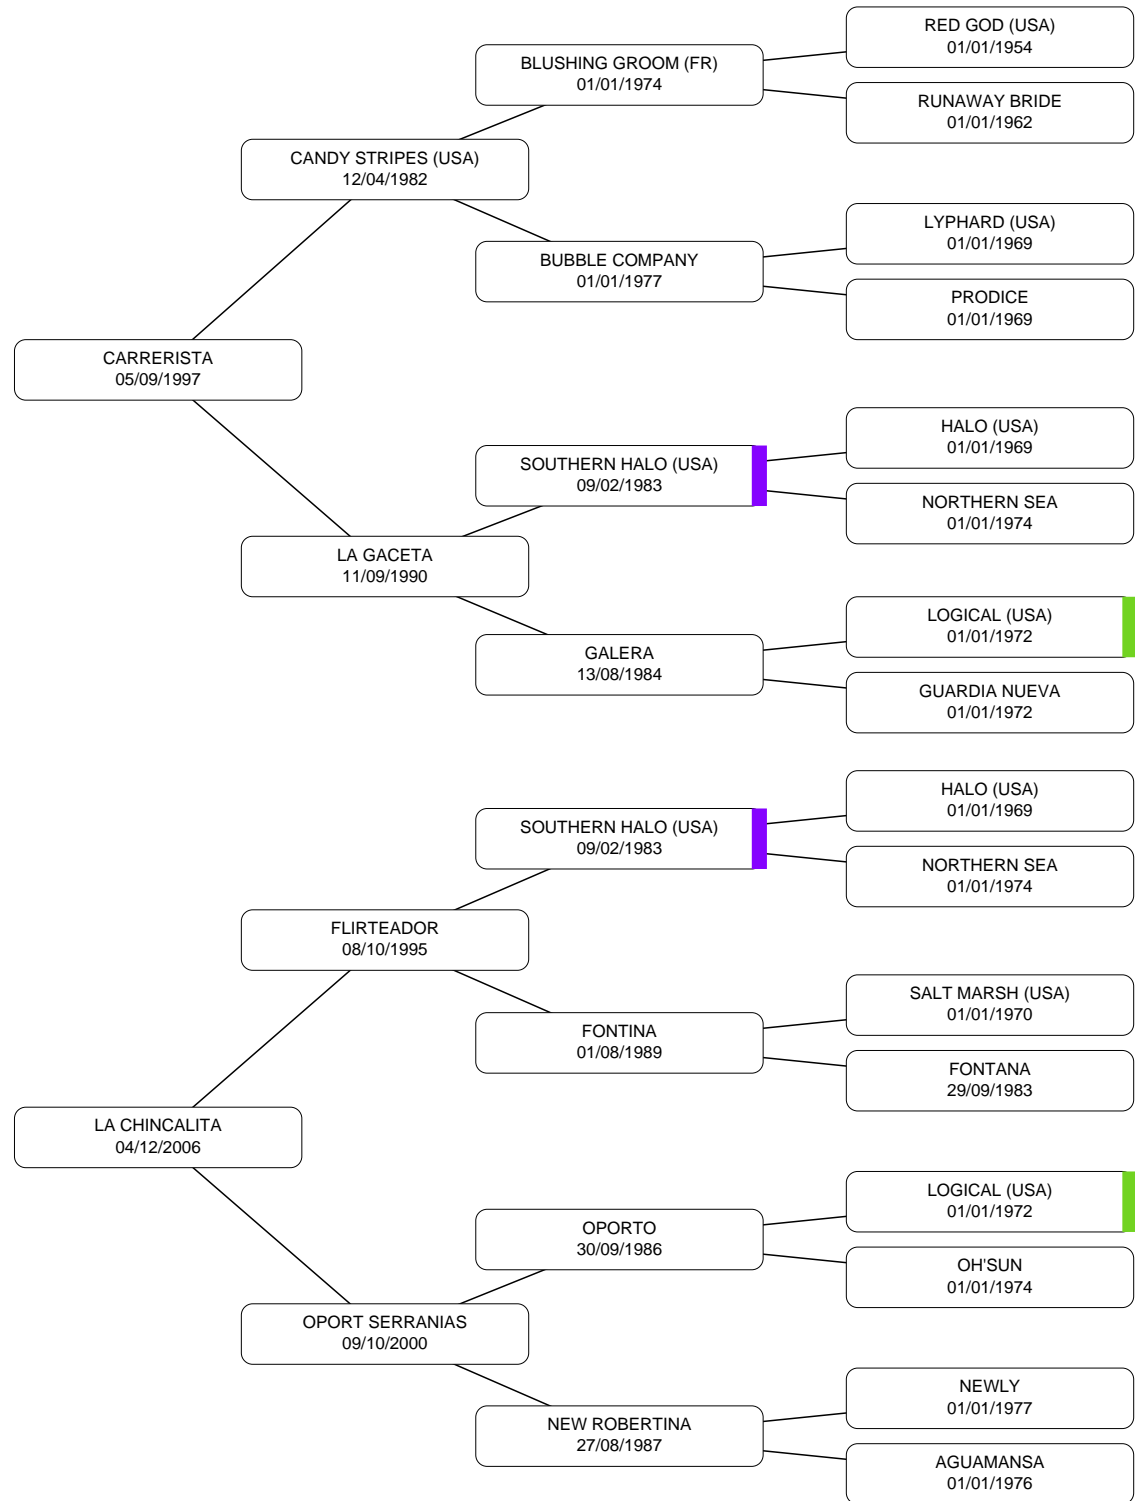 RED GOD (USA)
01/01/1954
BLUSHING GROOM (FR)
01/01/1974
RUNAWAY BRIDE
01/01/1962
CANDY STRIPES (USA)
12/04/1982
LYPHARD (USA)
01/01/1969
BUBBLE COMPANY
01/01/1977
PRODICE
01/01/1969
CARRERISTA
05/09/1997
HALO (USA)
01/01/1969
SOUTHERN HALO (USA)
09/02/1983
NORTHERN SEA
01/01/1974
LA GACETA
11/09/1990
LOGICAL (USA)
01/01/1972
GALERA
13/08/1984
GUARDIA NUEVA
01/01/1972
HALO (USA)
01/01/1969
SOUTHERN HALO (USA)
09/02/1983
NORTHERN SEA
01/01/1974
FLIRTEADOR
08/10/1995
SALT MARSH (USA)
01/01/1970
FONTINA
01/08/1989
FONTANA
29/09/1983
LA CHINCALITA
04/12/2006
LOGICAL (USA)
01/01/1972
OPORTO
30/09/1986
OH'SUN
01/01/1974
OPORT SERRANIAS
09/10/2000
NEWLY
01/01/1977
NEW ROBERTINA
27/08/1987
AGUAMANSA
01/01/1976